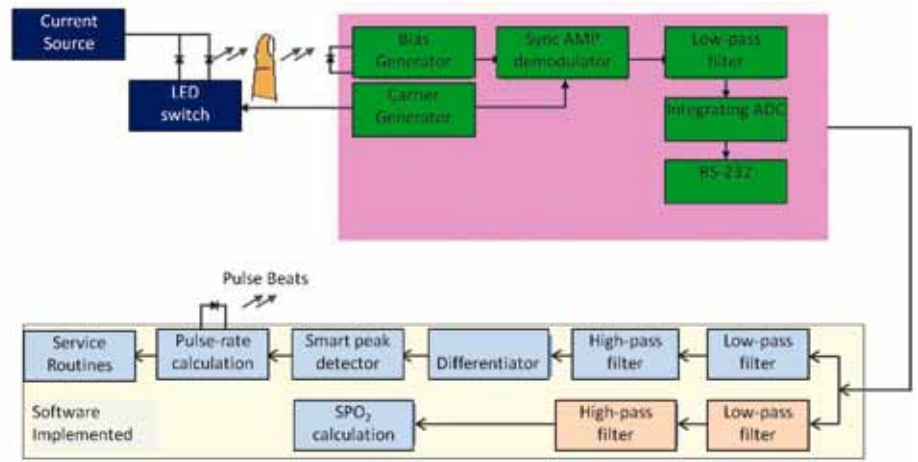 Current
Source
LED
switch
Bias
Generator
Carrier
Generator
Sync AMP
demodulator
Low-pass
filter
Integrating ADC
RS-232
Pulse Beats
Service
Routines
Pulse-rate
calculation
Smart peak
detector
Differentiator
High-pass
filter
Low-pass
filter
Software
Implemented
SPO₂
calculation
High-pass
filter
Low-pass
filter